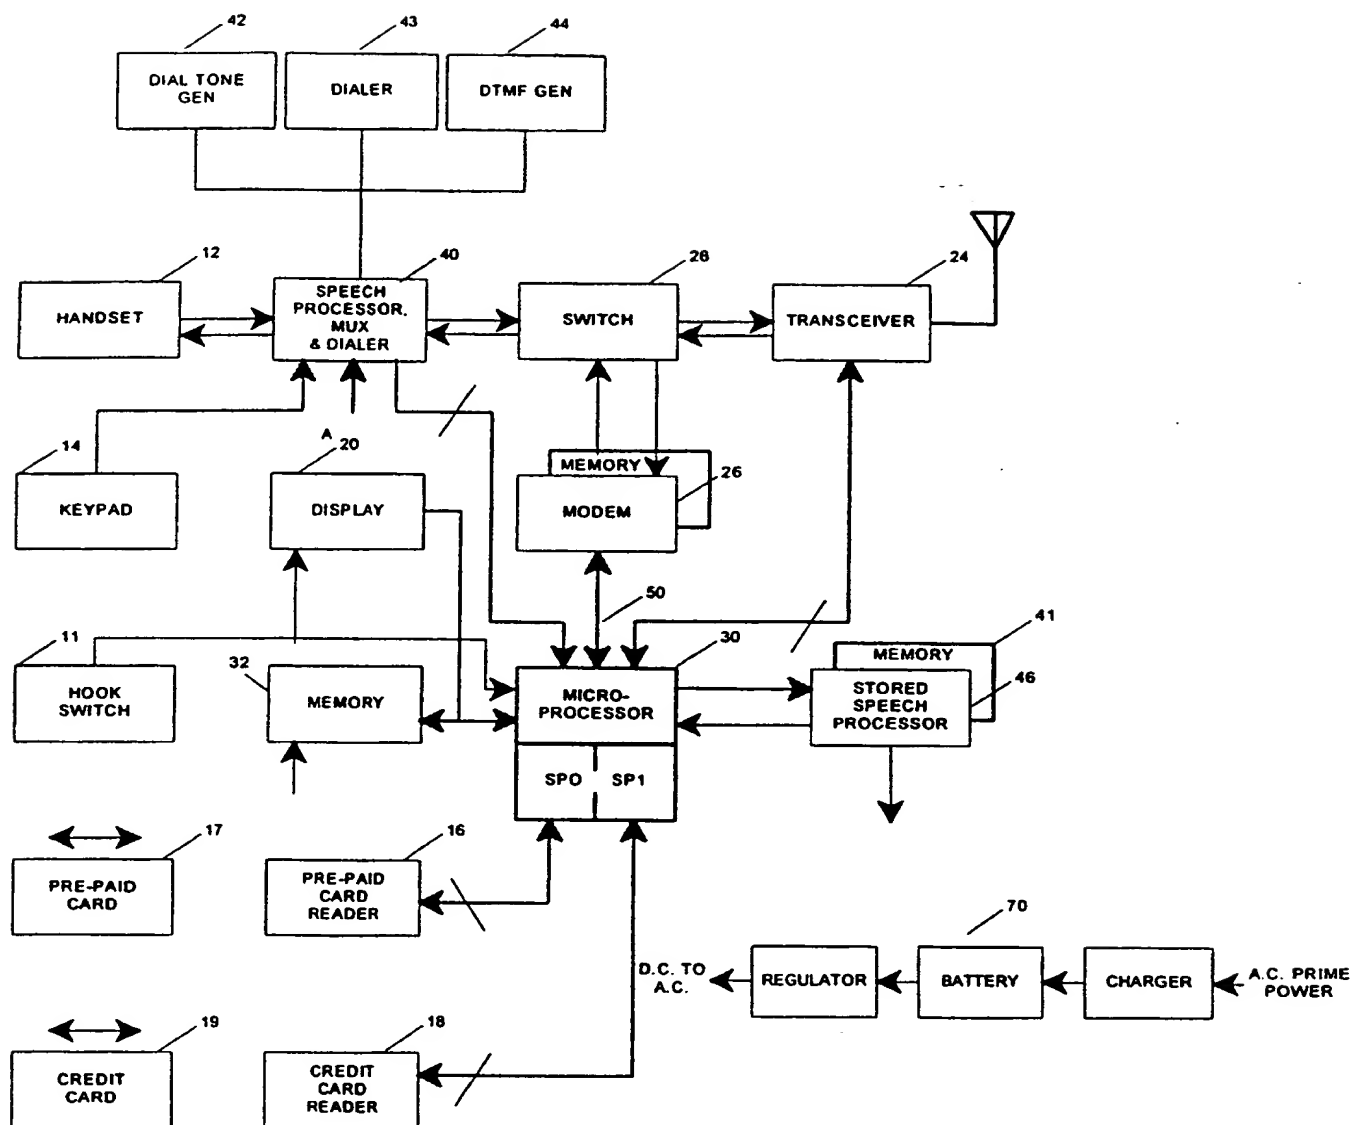 42
43
44
DIAL TONE
GEN
DIALER
DTMF GEN
12
40
28
24
HANDSET
SPEECH
PROCESSOR,
MUX
& DIALER
SWITCH
TRANSCEIVER
A
14
20
KEYPAD
DISPLAY
MEMORY
26
MODEM
50
11
32
30
41
HOOK
SWITCH
MEMORY
MICRO-
PROCESSOR
MEMORY
46
STORED
SPEECH
PROCESSOR
SP0
SP1
17
16
PRE-PAID
CARD
PRE-PAID
CARD
READER
70
D.C. TO
A.C.
REGULATOR
BATTERY
CHARGER
A.C. PRIME
POWER
19
18
CREDIT
CARD
CREDIT
CARD
READER